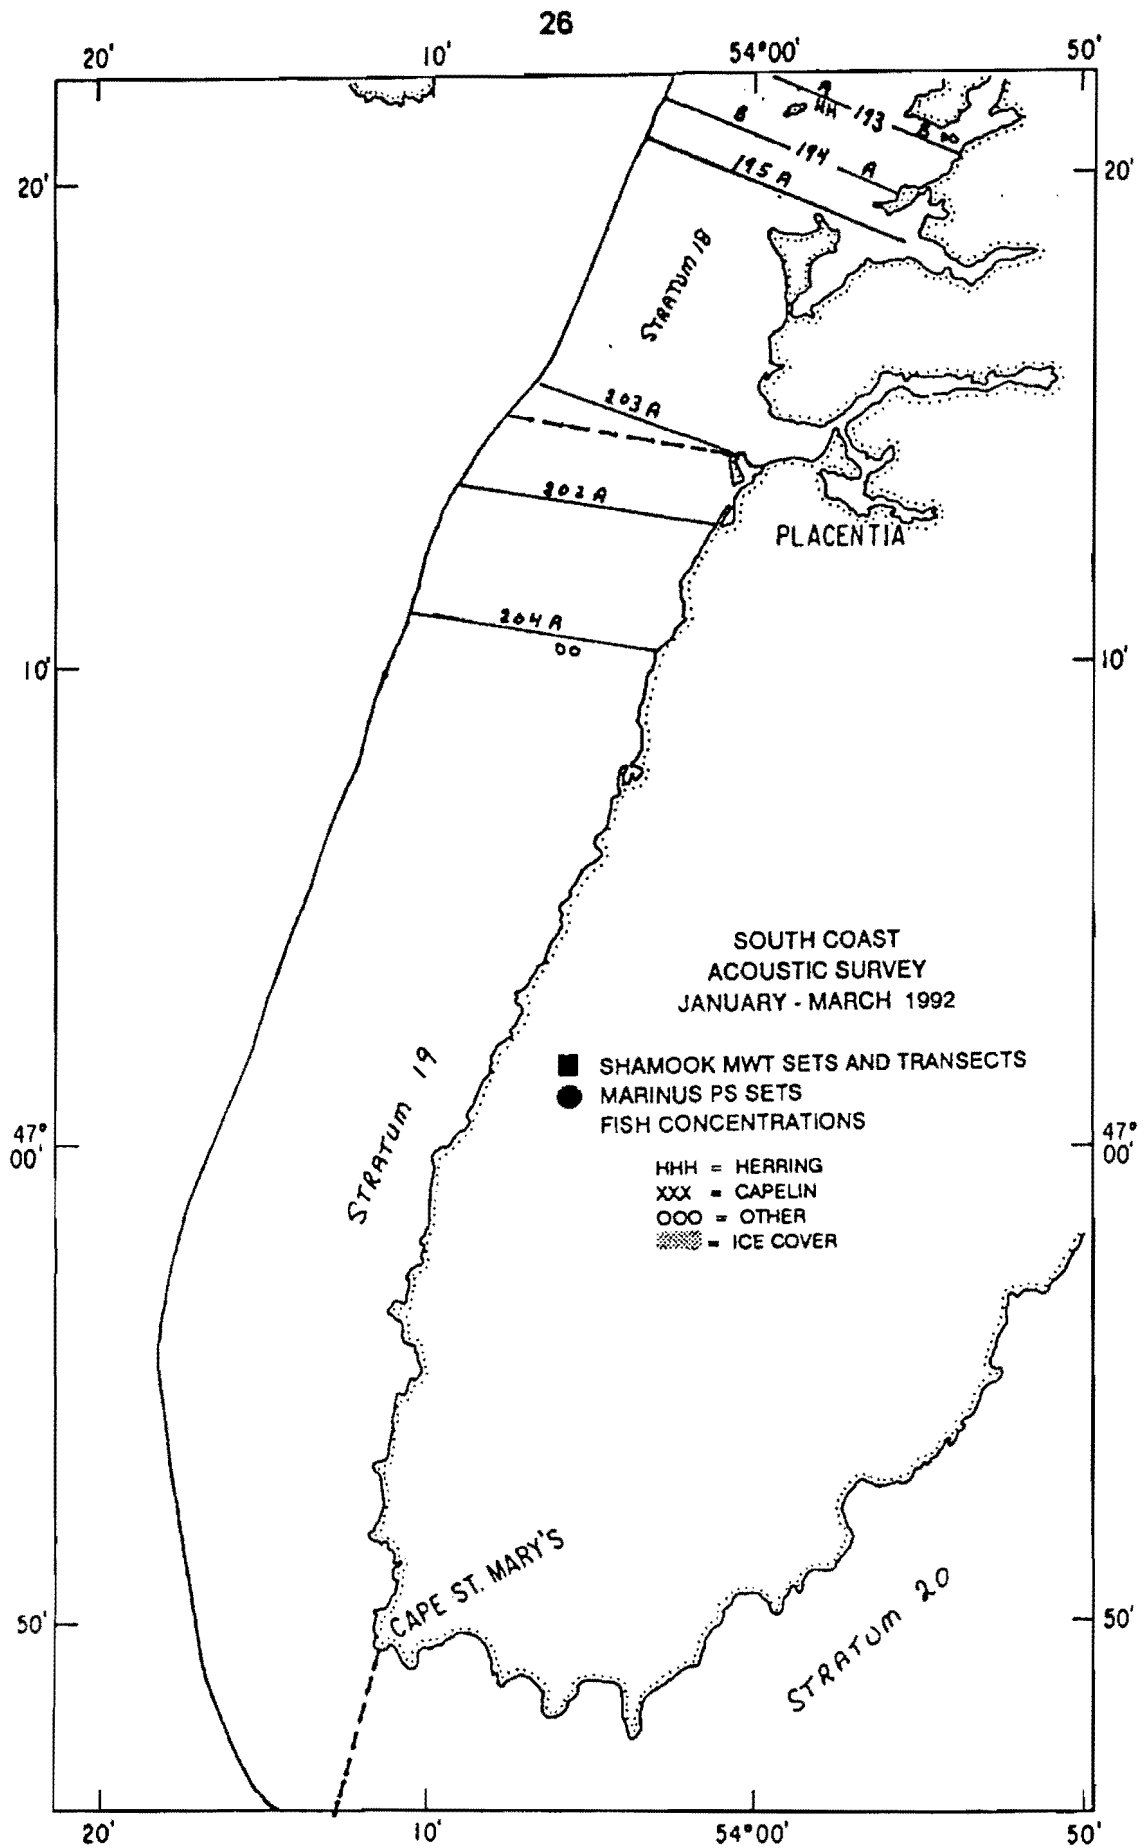 26
20' 10' 54°00' 50'
A
HH 193 B OO
B 194 A
195 A
20' 20'
STRATUM 18
203 A
202 A
PLACENTIA
204 A
OO
10' 10'
SOUTH COAST
ACOUSTIC SURVEY
JANUARY - MARCH 1992
STRATUM 19
SHAMOOK MWT SETS AND TRANSECTS
MARINUS PS SETS
FISH CONCENTRATIONS
47° 47°
00' 00'
HHH = HERRING
XXX = CAPELIN
OOO = OTHER
= ICE COVER
CAPE ST. MARY'S
STRATUM 20
50' 50'
20' 10' 54°00' 50'